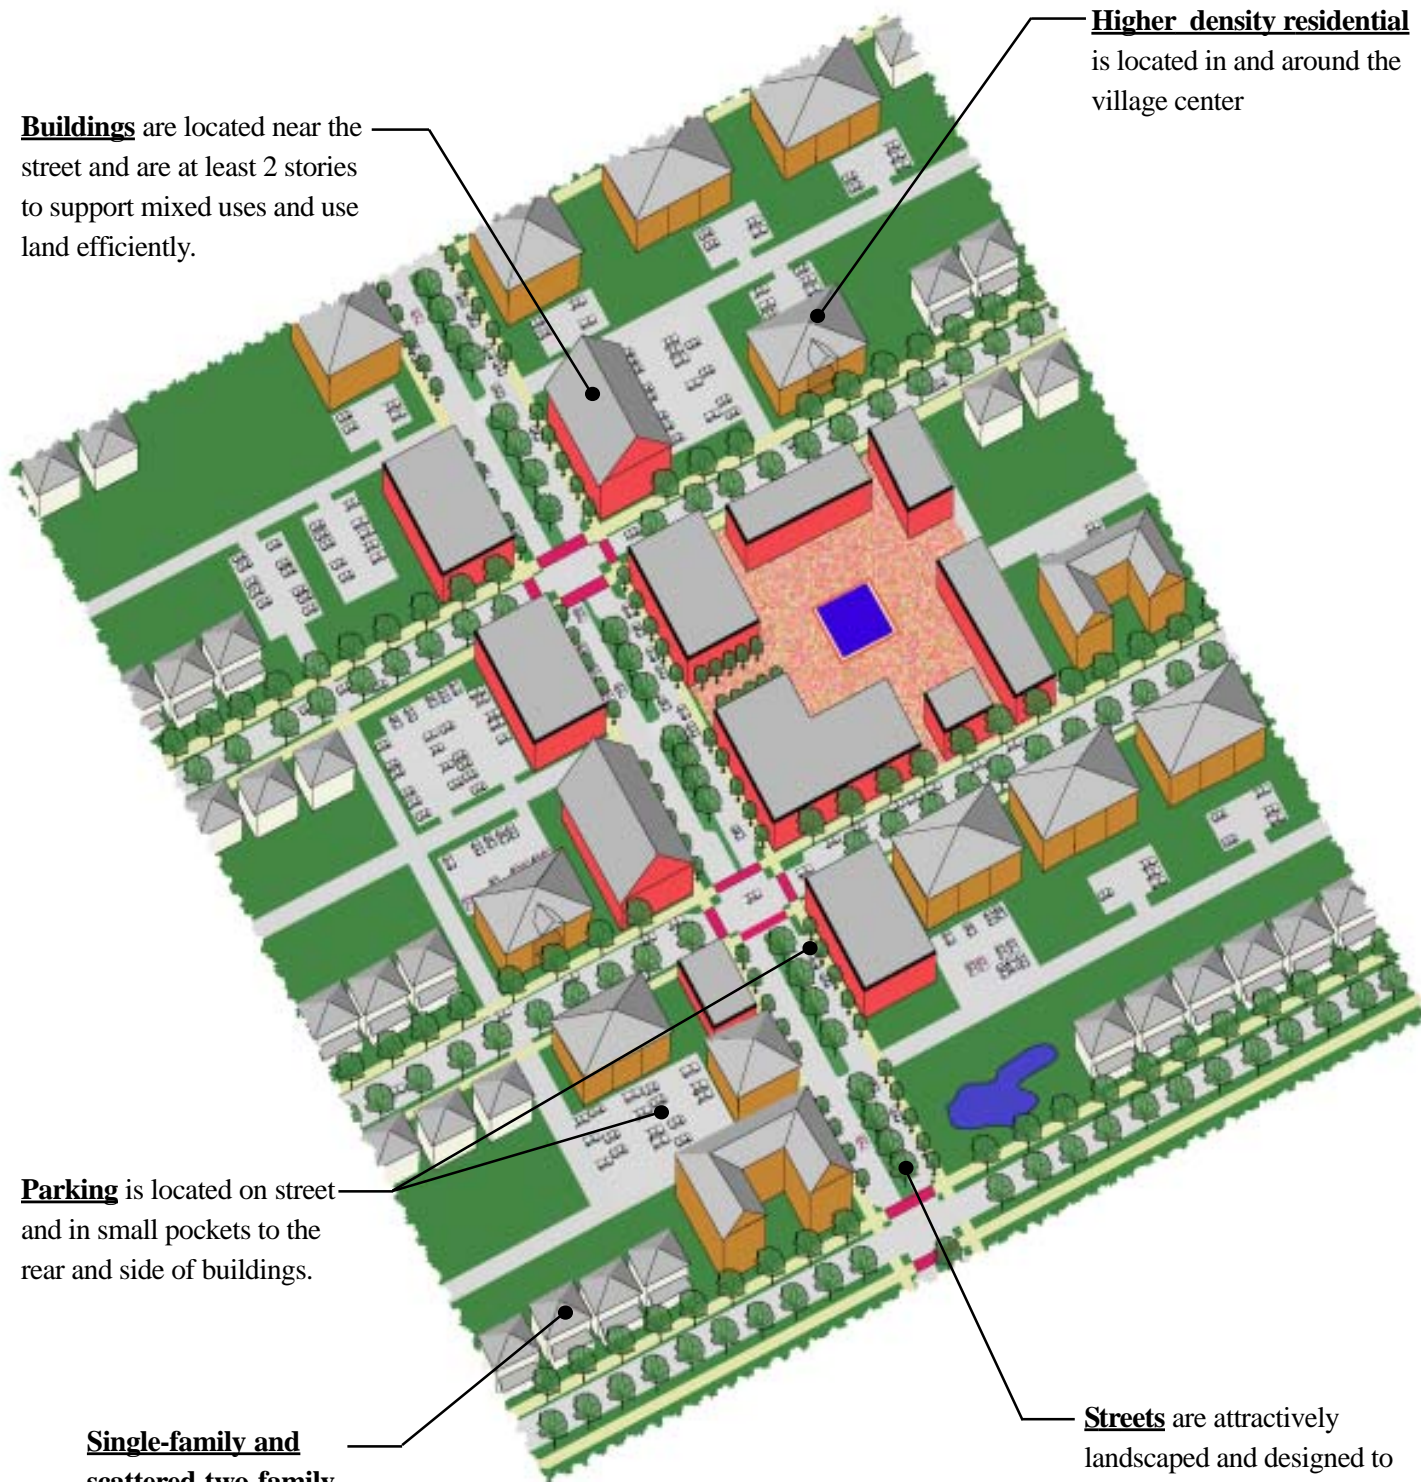 Higher density residential
is located in and around the
village center
Buildings are located near the
street and are at least 2 stories
to support mixed uses and use
land efficiently.
Parking is located on street
and in small pockets to the
rear and side of buildings.
Single-family and
scattered two-family
Streets are attractively
landscaped and designed to